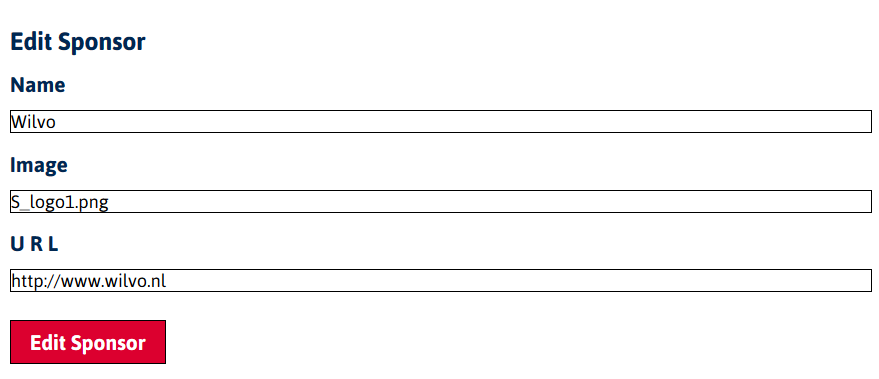 Edit Sponsor
Name
Wilvo
Image
S_logo1.png
U R L
http://www.wilvo.nl
Edit Sponsor